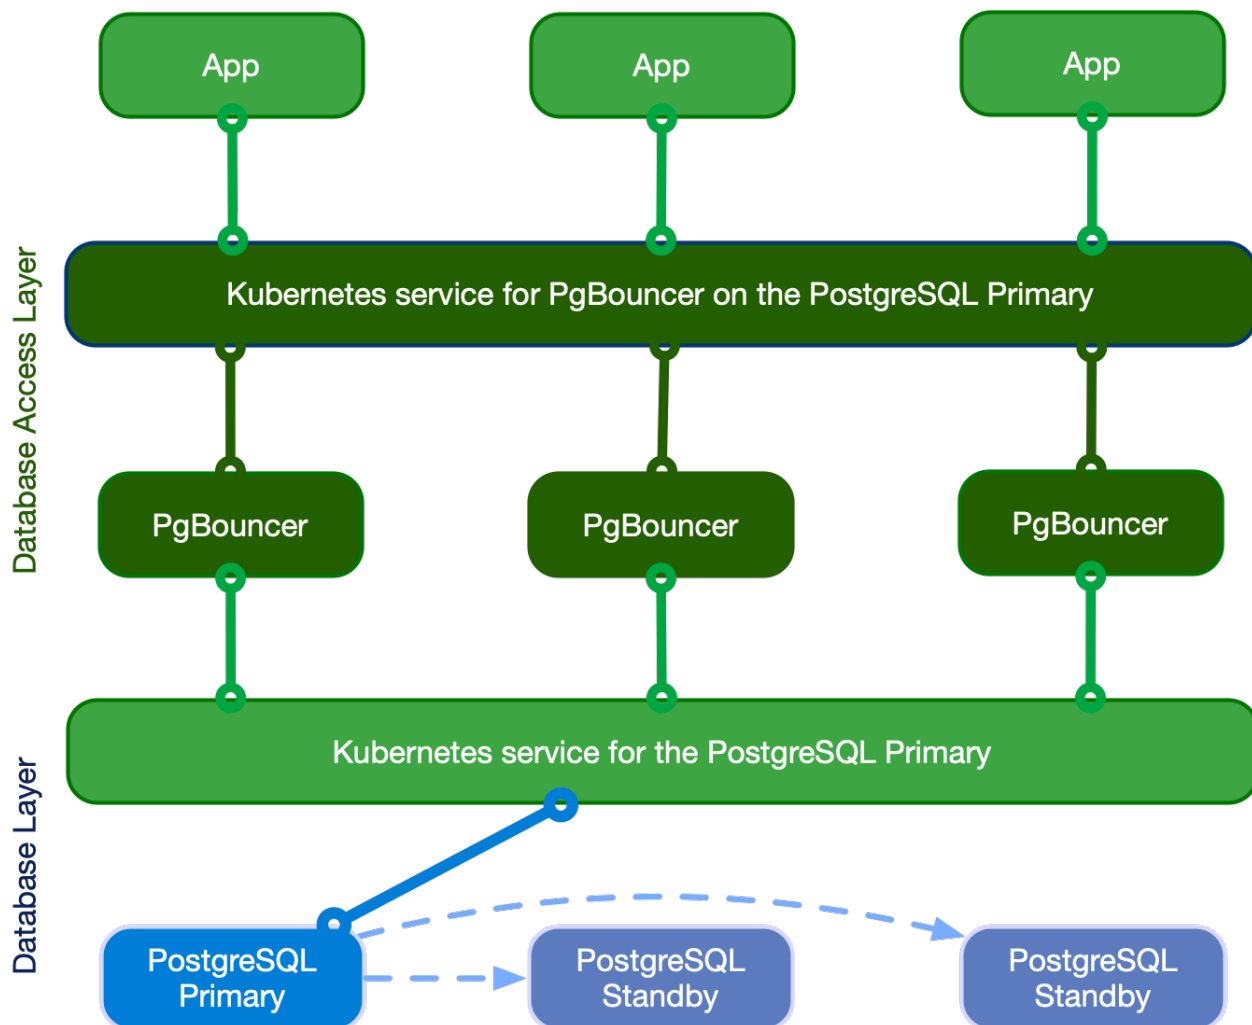 App
App
App
Database Access Layer
Kubernetes service for PgBouncer on the PostgreSQL Primary
PgBouncer
PgBouncer
PgBouncer
Database Layer
Kubernetes service for the PostgreSQL Primary
PostgreSQL
Primary
PostgreSQL
Standby
PostgreSQL
Standby